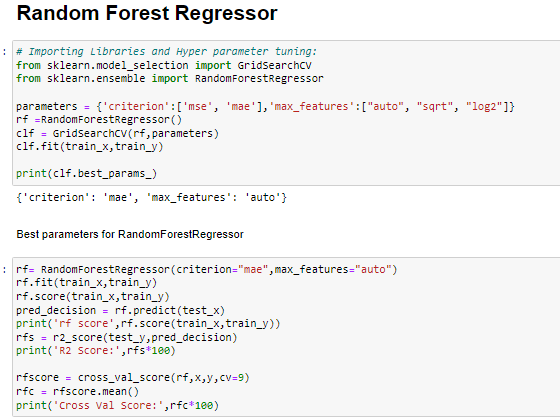 Random Forest Regressor
: # Importing Libraries and Hyper parameter tuning:
from sklearn.model_selection import GridSearchCV
from sklearn.ensemble import RandomForestRegressor
parameters = {'criterion':['mse', 'mae'],'max_features':["auto", "sqrt", "log2"]}
rf =RandomForestRegressor()
clf = GridSearchCV(rf,parameters)
clf.fit(train_x,train_y)
print(clf.best_params_)
{'criterion': 'mae', 'max_features': 'auto'}
Best parameters for RandomForestRegressor
: rf= RandomForestRegressor(criterion="mae",max_features="auto")
rf.fit(train_x,train_y)
rf.score(train_x,train_y)
pred_decision = rf.predict(test_x)
print('rf score',rf.score(train_x,train_y))
rfs = r2_score(test_y,pred_decision)
print('R2 Score:',rfs*100)
rfscore = cross_val_score(rf,x,y,cv=9)
rfc = rfscore.mean()
print('Cross Val Score:',rfc*100)